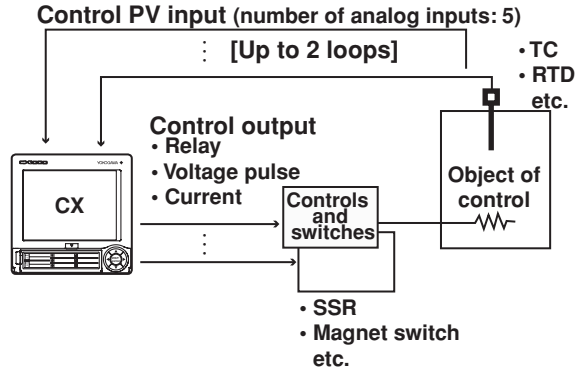 Control PV input (number of analog inputs: 5)
[Up to 2 loops]
• TC
• RTD
etc.
Control output
• Relay
• Voltage pulse
• Current
YOKOGAWA
CX
Controls
and
switches
Object of
control
• SSR
• Magnet switch
etc.